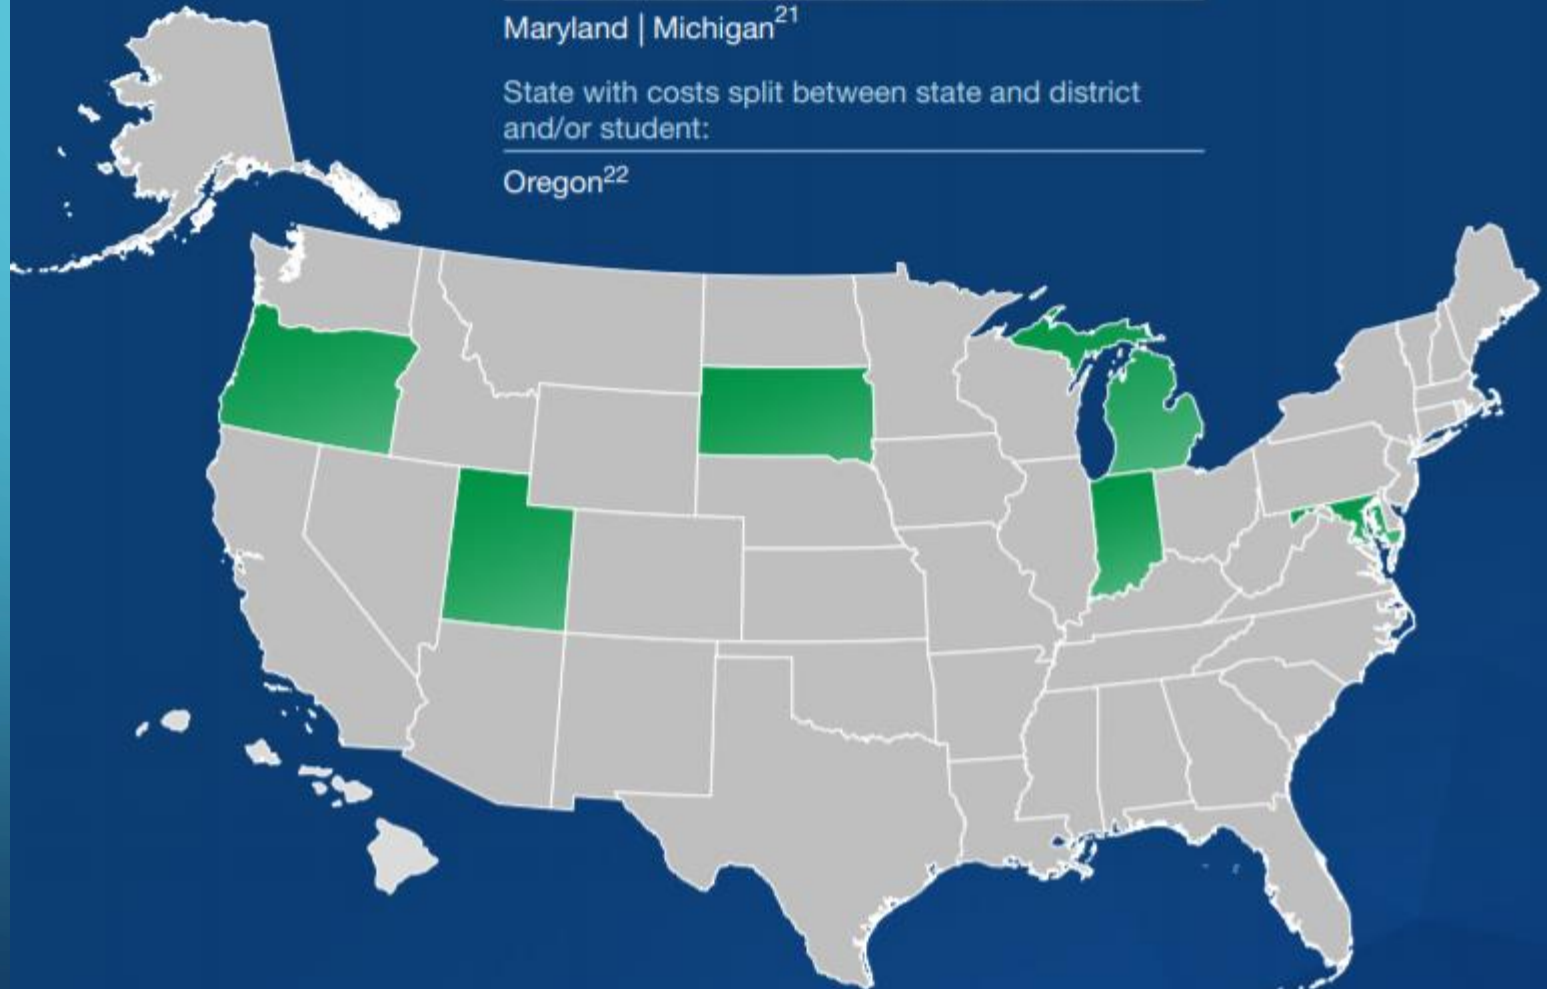 Maryland | Michigan²¹
State with costs split between state and district
and/or student:
Oregon²²